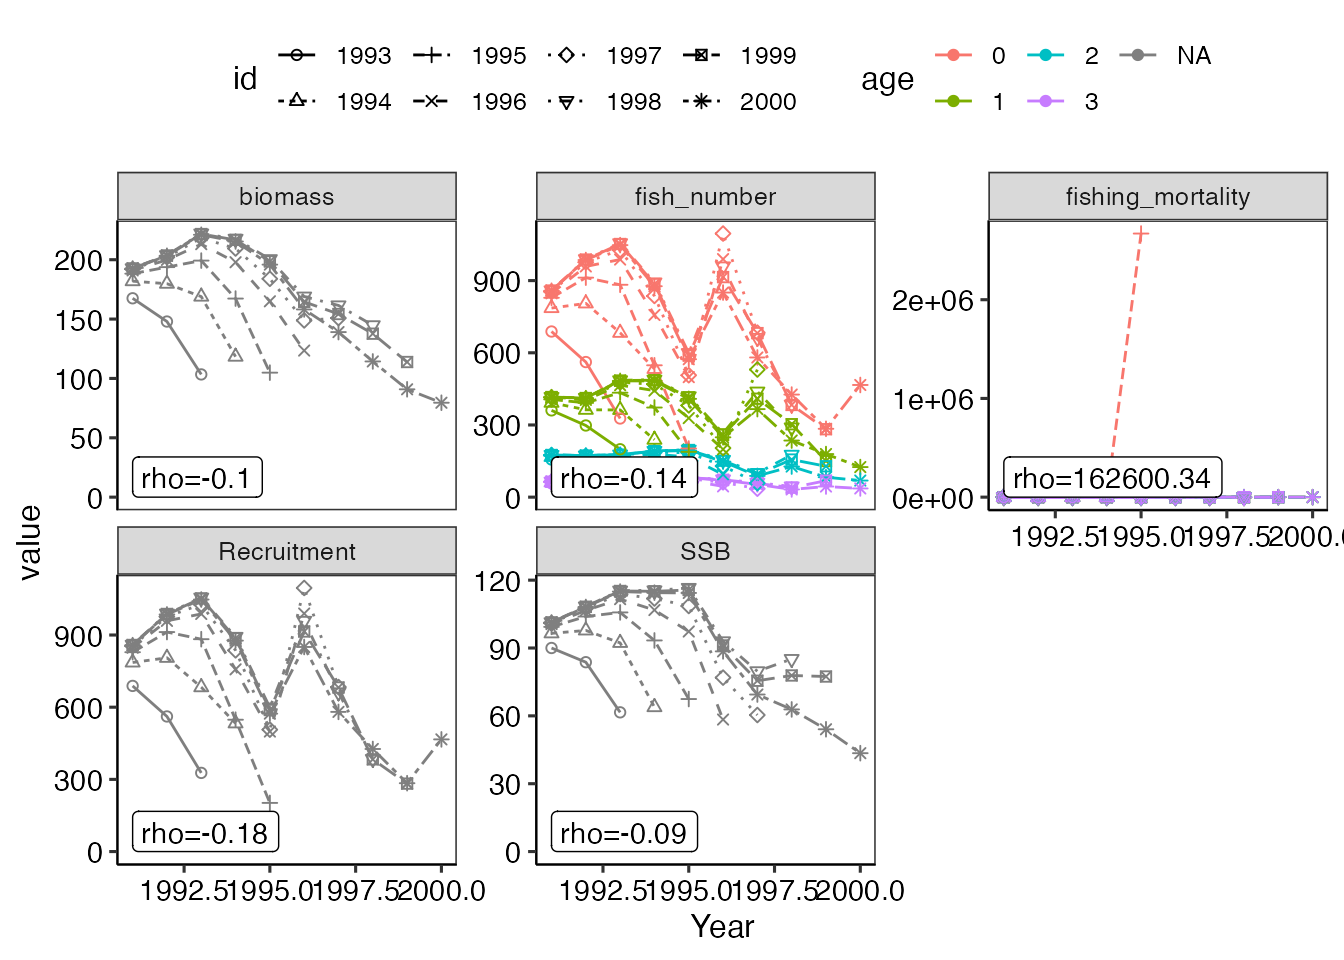 id 1993 1995 1997 1999 age 0 2 NA
1994 1996 1998 2000 1 3
biomass fish_number fishing_mortality
200 150 100 50 0
rho=-0.1
900 600 300 0
rho=-0.14
2e+06 1e+06 0e+00
rho=162600.34
1992.5 1995.0 1997.5 2000.0
value
Recruitment SSB
900 600 300 0
rho=-0.18
120 90 60 30 0
rho=-0.09
1992.5 1995.0 1997.5 2000.0 1992.5 1995.0 1997.5 2000.0
Year